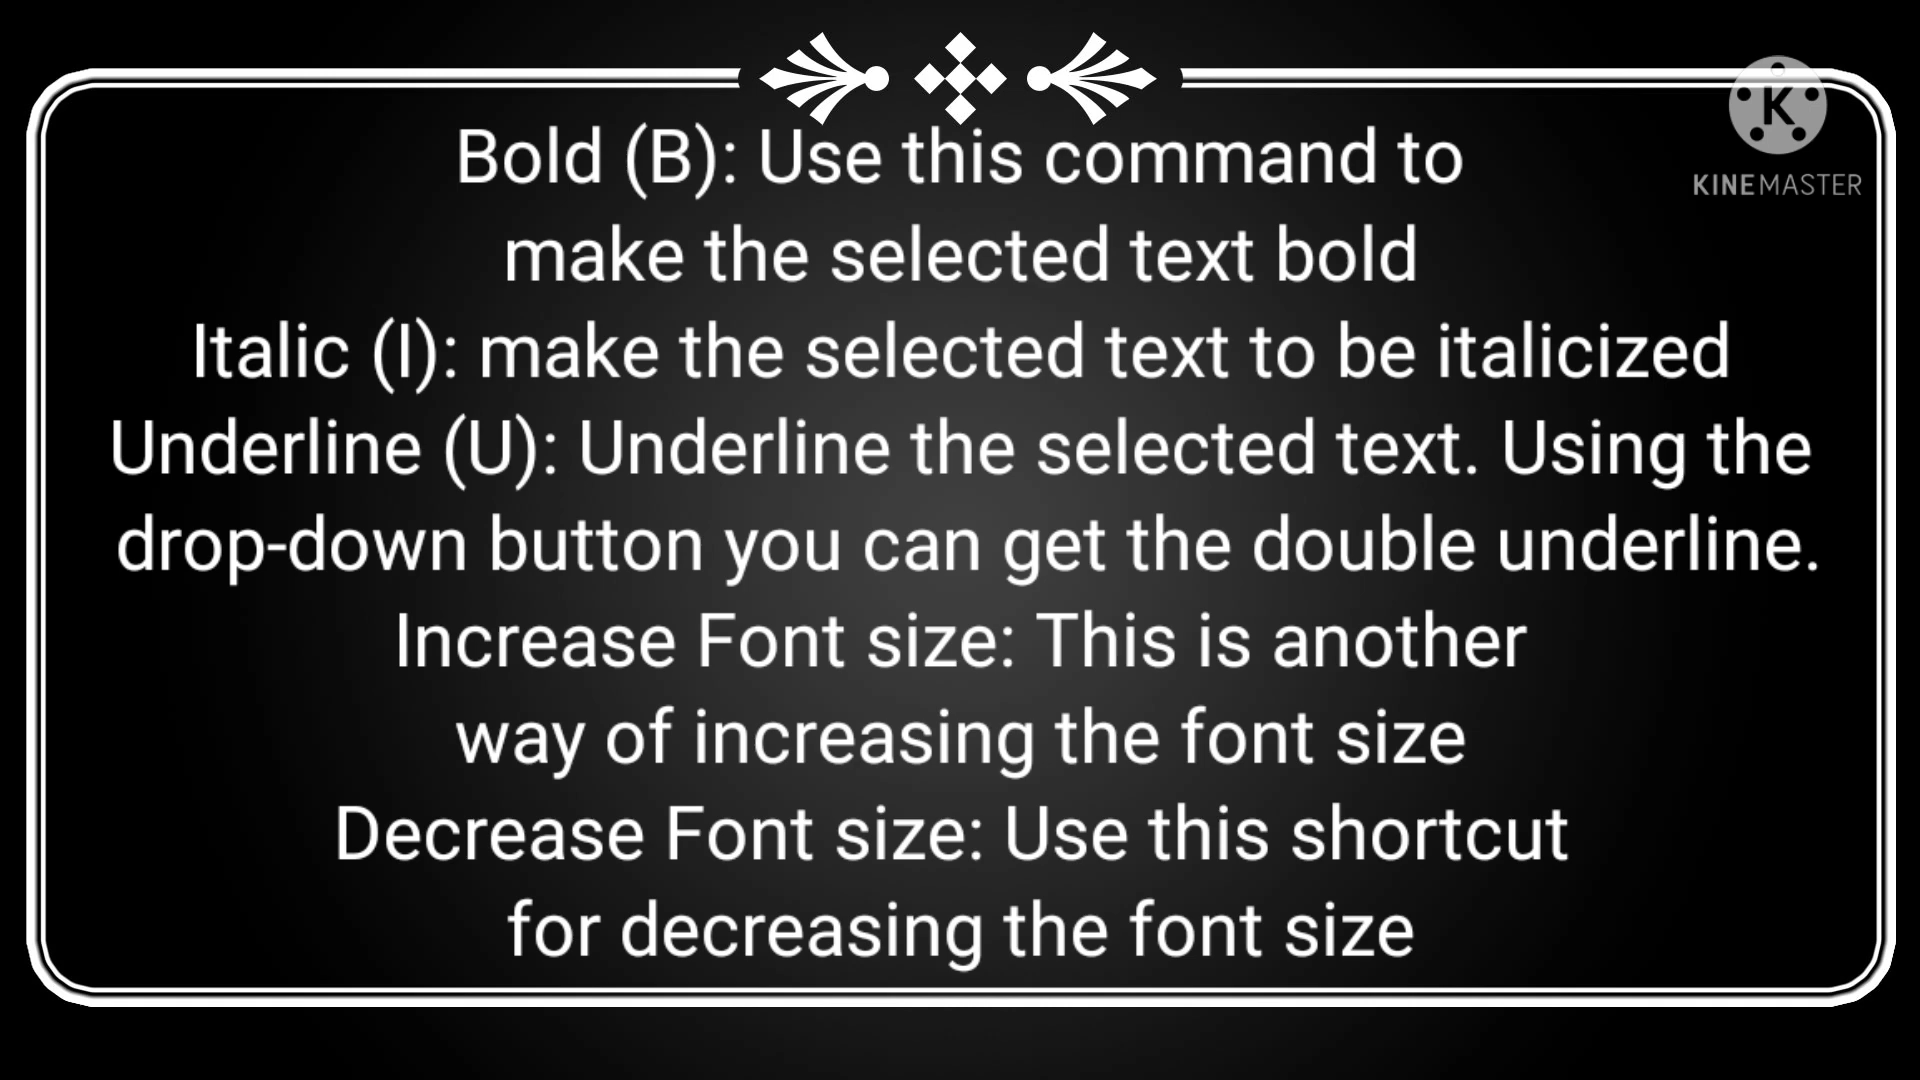 Bold (B): Use this command to
make the selected text bold
Italic (I): make the selected text to be italicized
Underline (U): Underline the selected text. Using the
drop-down button you can get the double underline.
Increase Font size: This is another
way of increasing the font size
Decrease Font size: Use this shortcut
for decreasing the font size
K
KINEMASTER